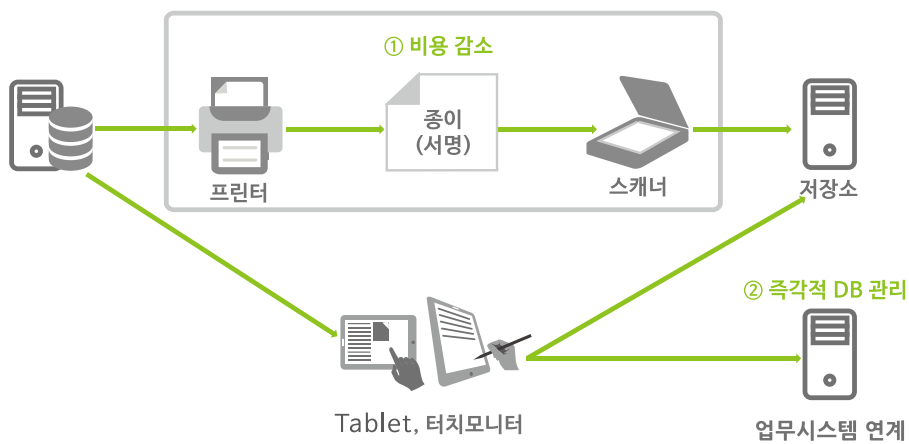 ① 비용 감소
종이
(서명)
프린터
스캐너
저장소
② 즉각적 DB 관리
Tablet, 터치모니터
업무시스템 연계